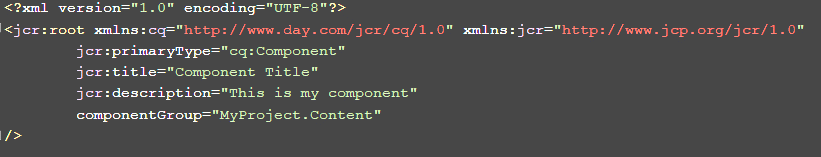 <?xml version="1.0" encoding="UTF-8"?>
<jcr:root xmlns:cq="http://www.day.com/jcr/cq/1.0" xmlns:jcr="http://www.jcp.org/jcr/1.0"
jcr:primaryType="cq:Component"
jcr:title="Component Title"
jcr:description="This is my component"
componentGroup="MyProject.Content"
/>